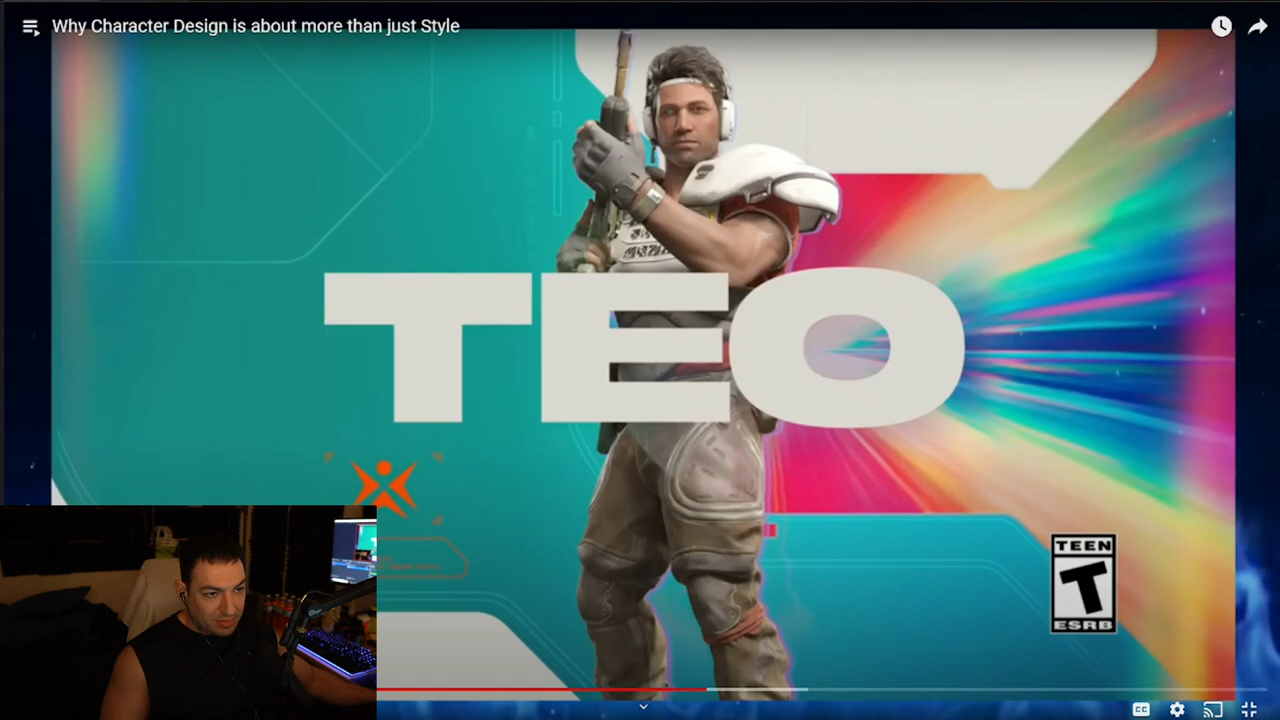 Why Character Design is about more than just Style
TEO
TEEN
T
ESRB
CC